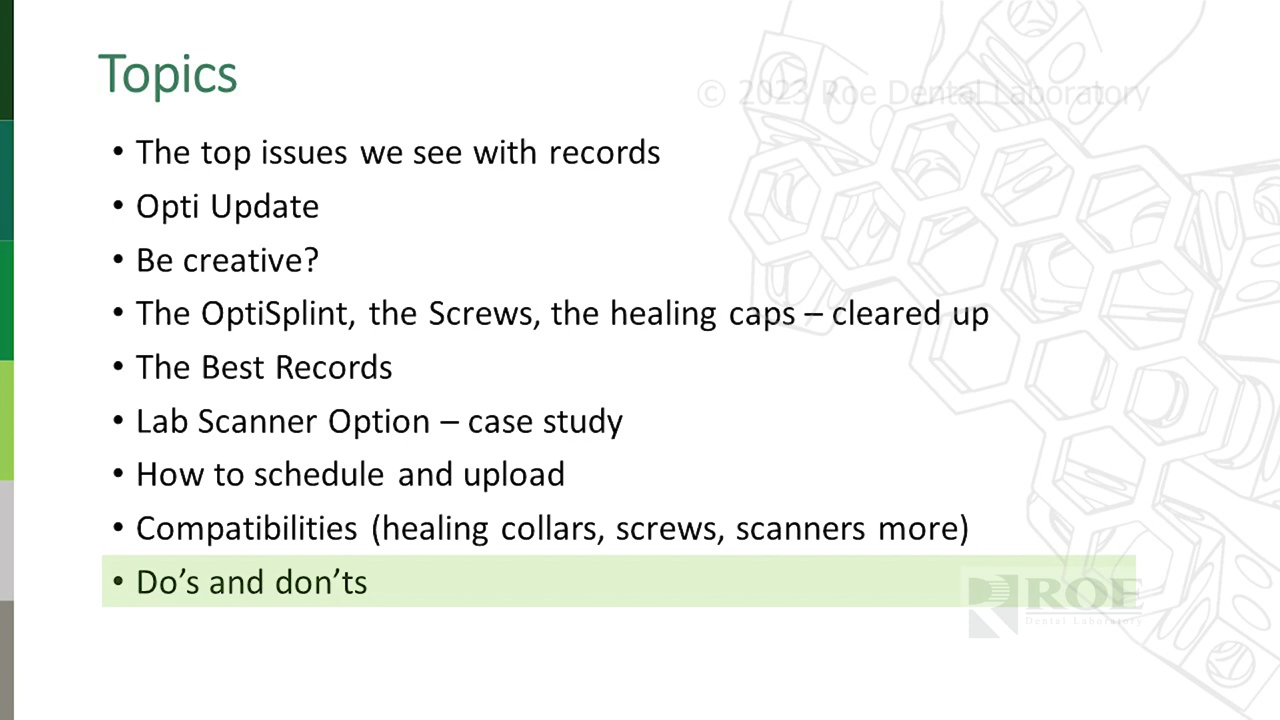 Topics
© 2023 Roe Dental Laboratory
• The top issues we see with records
• Opti Update
• Be creative?
• The OptiSplint, the Screws, the healing caps – cleared up
• The Best Records
• Lab Scanner Option – case study
• How to schedule and upload
• Compatibilities (healing collars, screws, scanners more)
• Do’s and don’ts
ROE
Dental Laboratory